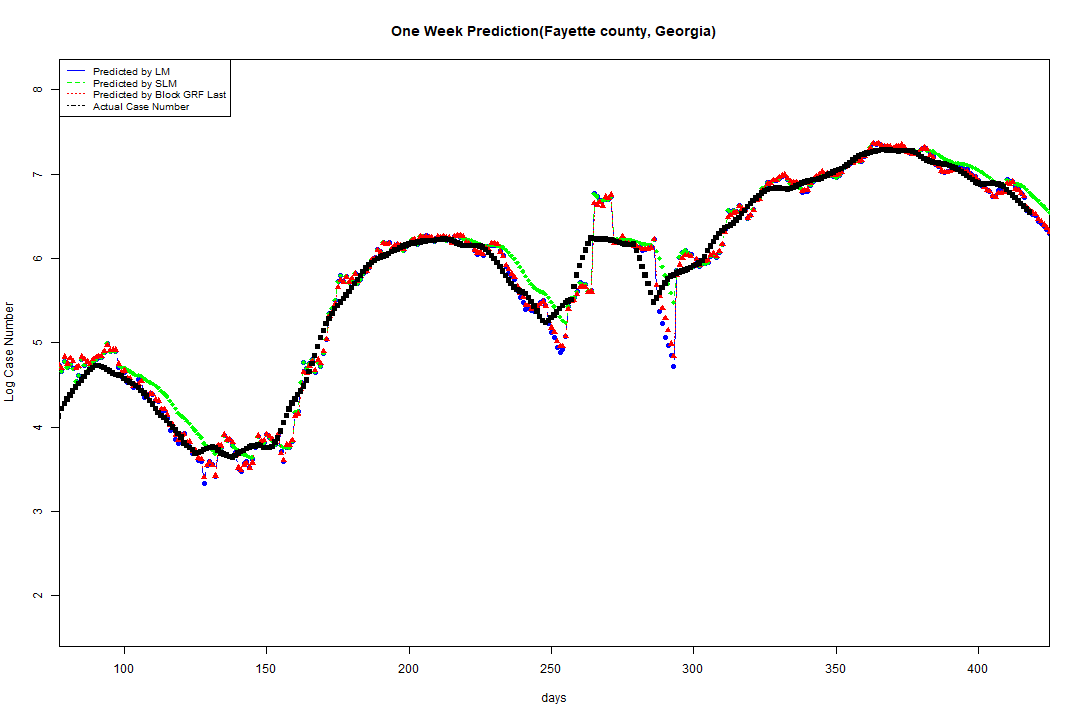 One Week Prediction(Fayette county, Georgia)
Predicted by LM
Predicted by SLM
Predicted by Block GRF Last
Actual Case Number
8
7
6
5
4
3
2
Log Case Number
100 150 200 250 300 350 400
days